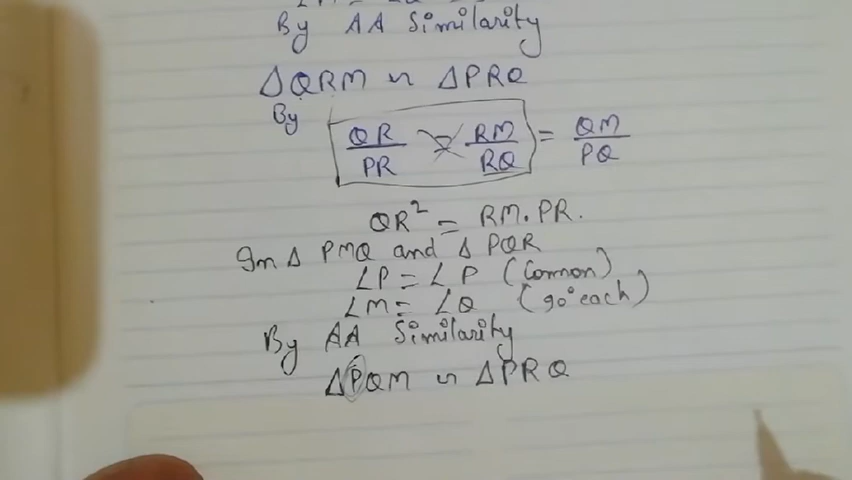 By AA Similarity
ΔQRM ~ ΔPRQ
By QR/PR = RM/RQ = QM/PQ
QR² = RM.PR.
In Δ PMQ and Δ PQR
∠P = ∠P (Common)
∠M = ∠Q (90° each)
By AA Similarity
ΔPQM ~ ΔPRQ